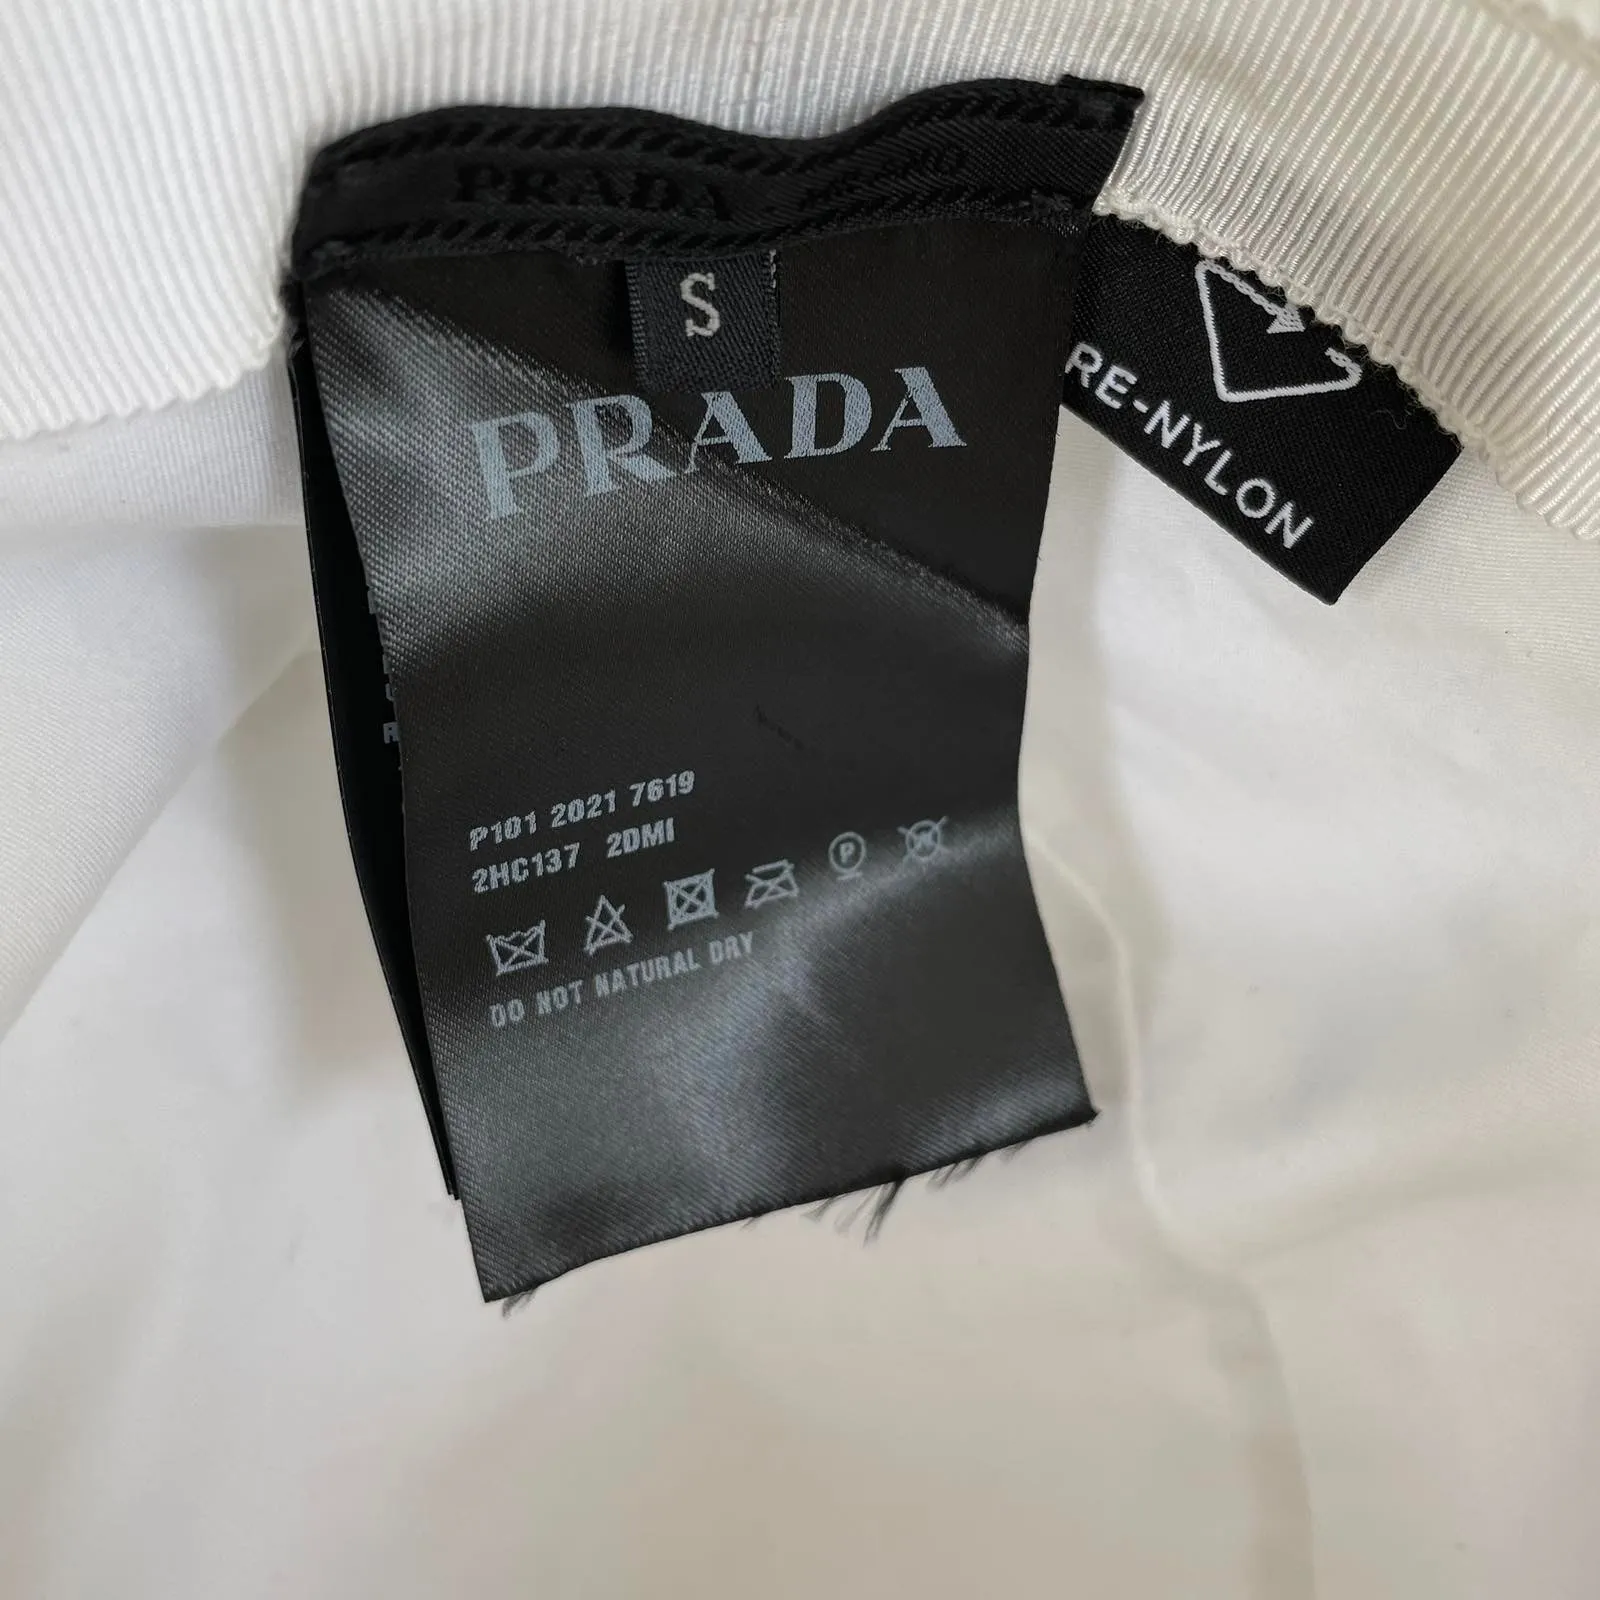 PRADA
S
PRADA
RE-NYLON
P101 2021 7619
2HC137 2DMI
P
W
DO NOT NATURAL DRY